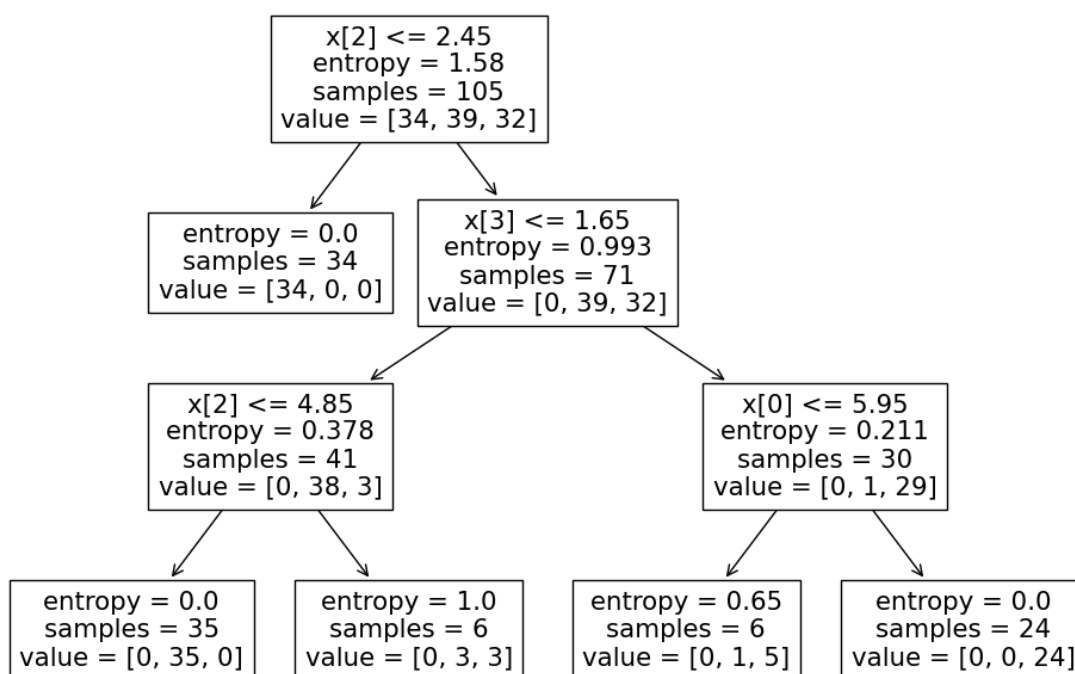 x[2] <= 2.45
entropy = 1.58
samples = 105
value = [34, 39, 32]
entropy = 0.0
samples = 34
value = [34, 0, 0]
x[3] <= 1.65
entropy = 0.993
samples = 71
value = [0, 39, 32]
x[2] <= 4.85
entropy = 0.378
samples = 41
value = [0, 38, 3]
x[0] <= 5.95
entropy = 0.211
samples = 30
value = [0, 1, 29]
entropy = 0.0
samples = 35
value = [0, 35, 0]
entropy = 1.0
samples = 6
value = [0, 3, 3]
entropy = 0.65
samples = 6
value = [0, 1, 5]
entropy = 0.0
samples = 24
value = [0, 0, 24]